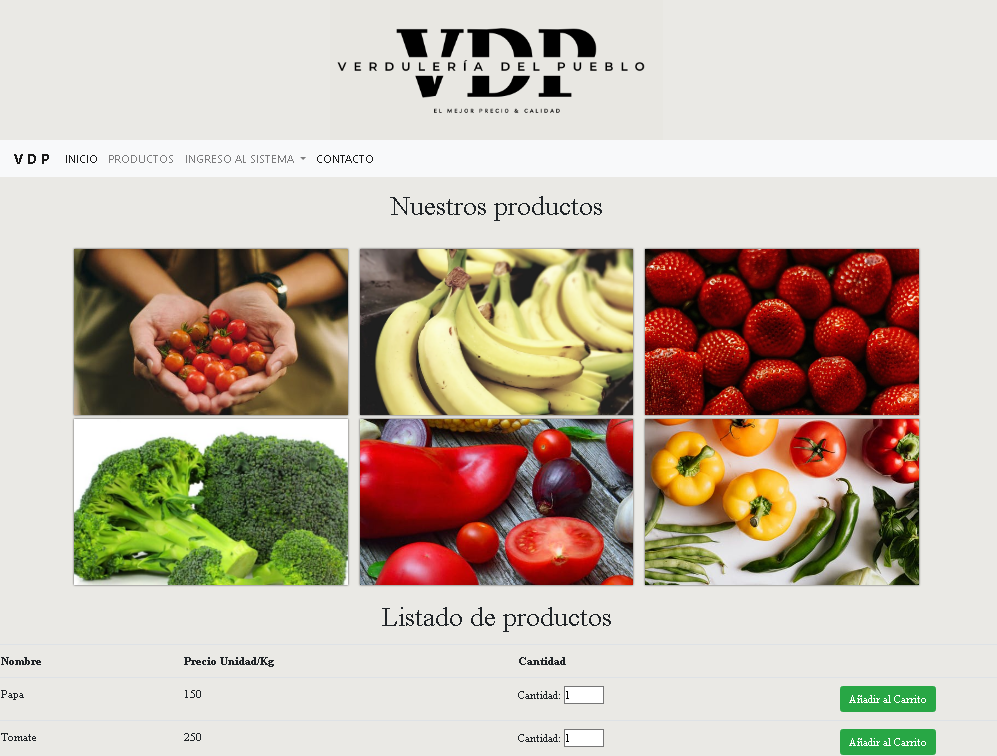 VDP
VERDULERÍA DEL PUEBLO
EL MEJOR PRECIO & CALIDAD
V D P INICIO PRODUCTOS INGRESO AL SISTEMA CONTACTO
Nuestros productos
Listado de productos
Nombre Precio Unidad/Kg Cantidad
Papa 150 Cantidad: 1 Añadir al Carrito
Tomate 250 Cantidad: 1 Añadir al Carrito